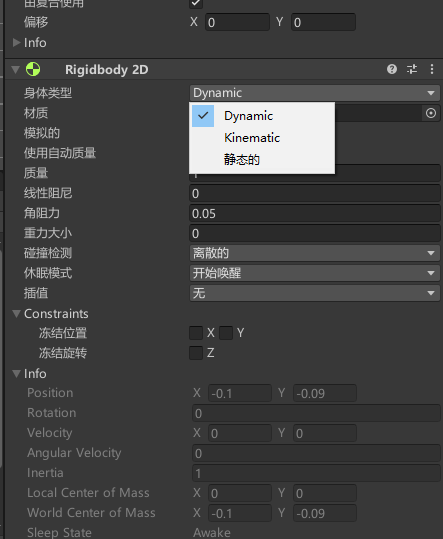 由复合使用
偏移 X 0 Y 0
Info
Rigidbody 2D
身体类型 Dynamic
材质
Dynamic
模拟的
Kinematic
使用自动质量
静态的
质量
线性阻尼 0
角阻力 0.05
重力大小 0
碰撞检测 离散的
休眠模式 开始唤醒
插值 无
Constraints
冻结位置 X Y
冻结旋转 Z
Info
Position X -0.1 Y -0.09
Rotation 0
Velocity X 0 Y 0
Angular Velocity 0
Inertia 1
Local Center of Mass X 0 Y 0
World Center of Mass X -0.1 Y -0.09
Sleep State Awake